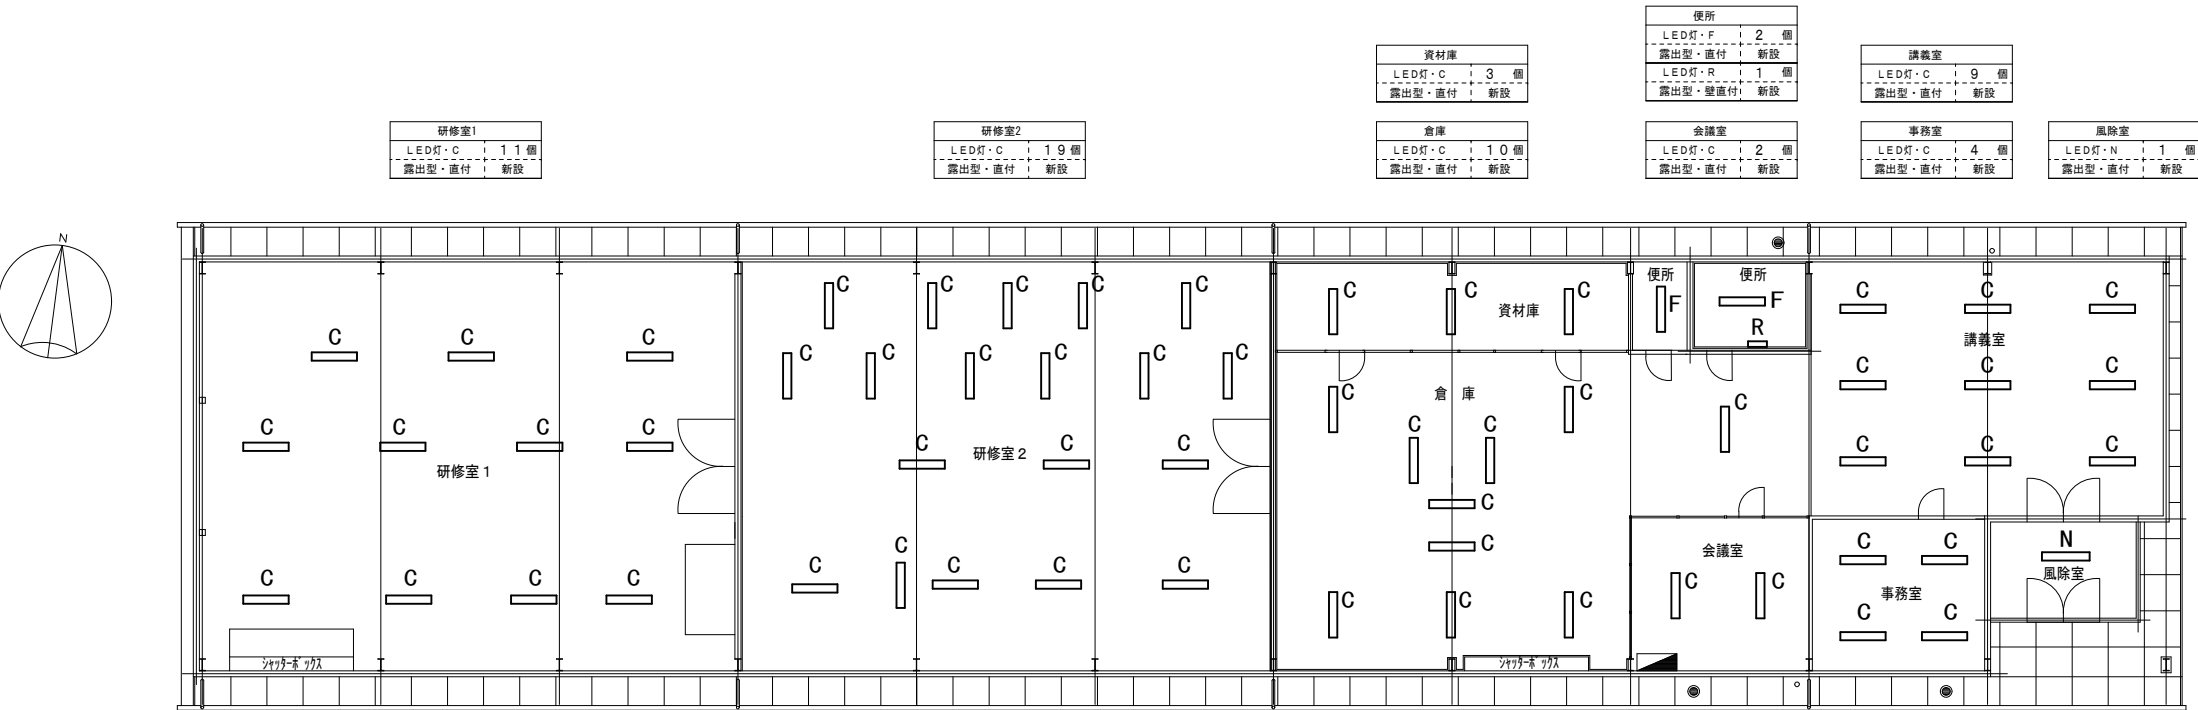 便所
LED灯・F 2 個
露出型・直付 新設
LED灯・R 1 個
露出型・壁直付 新設
資材庫
LED灯・C 3 個
露出型・直付 新設
講義室
LED灯・C 9 個
露出型・直付 新設
研修室1
LED灯・C 11個
露出型・直付 新設
研修室2
LED灯・C 19個
露出型・直付 新設
倉庫
LED灯・C 10個
露出型・直付 新設
会議室
LED灯・C 2 個
露出型・直付 新設
事務室
LED灯・C 4 個
露出型・直付 新設
風除室
LED灯・N 1 個
露出型・直付 新設
N
C C C C C
C C C
便所 便所
F F
資材庫
R
C C C
C C C
C C C C C C
講義室
C C C
C C
倉 庫
C
C C
C C C C
研修室1
C C C
研修室2
C C C
C
C
会議室
C C
N
風除室
C C C C
C
C C C C
C C C
C C
事務室
C C
シャッターボックス
シャッターボックス